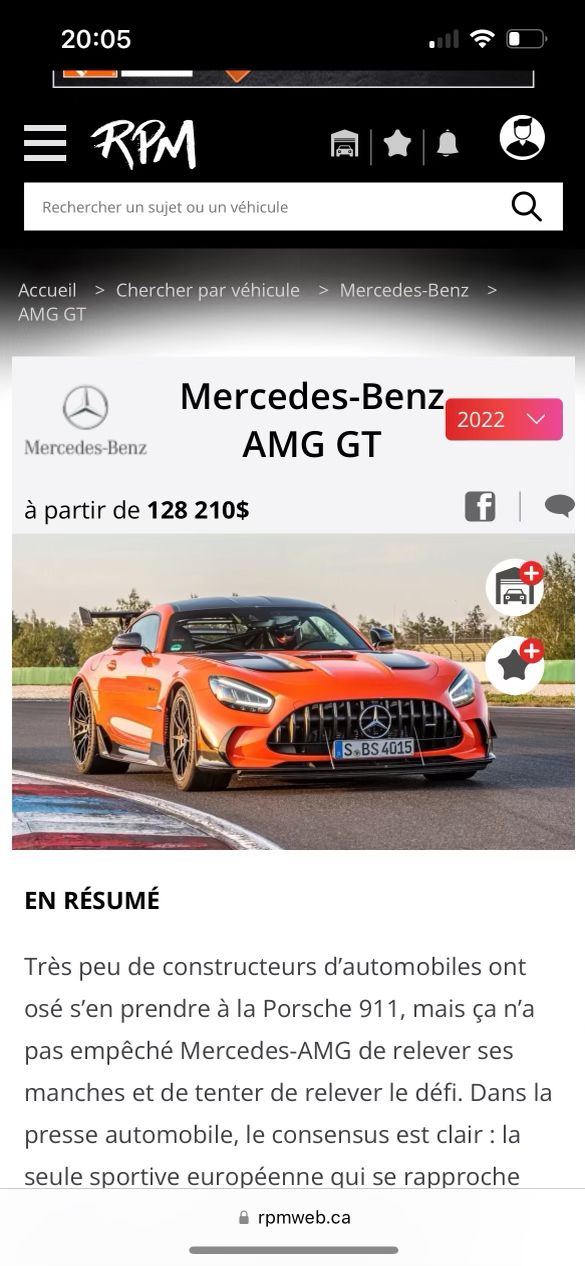 20:05
RPM
Rechercher un sujet ou un véhicule
Accueil > Chercher par véhicule > Mercedes-Benz >
AMG GT
Mercedes-Benz
Mercedes-Benz
AMG GT
2022
à partir de 128 210$
S BS 4015
EN RÉSUMÉ
Très peu de constructeurs d’automobiles ont
osé s’en prendre à la Porsche 911, mais ça n’a
pas empêché Mercedes-AMG de relever ses
manches et de tenter de relever le défi. Dans la
presse automobile, le consensus est clair : la
seule sportive européenne qui se rapproche
rpmweb.ca